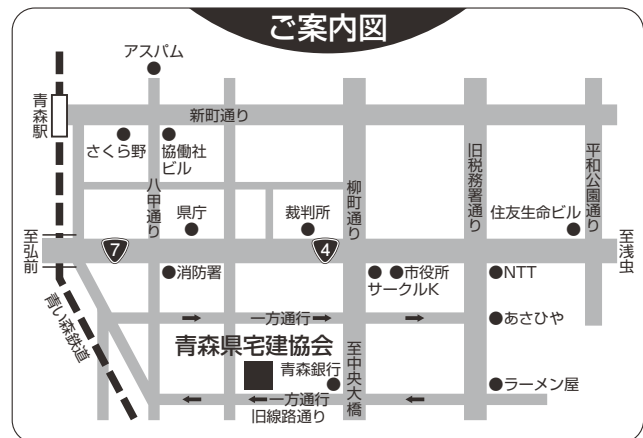 ご案内図
アスパム
青森駅
新町通り
さくら野
協働社
ビル
八甲通り
柳町通り
旧税務署通り
平和公園通り
県庁
裁判所
住友生命ビル
至弘前
7
4
至浅虫
消防署
市役所
サークルK
NTT
青い森鉄道
一方通行
あさひや
青森県宅建協会
青森銀行
至中央大橋
ラーメン屋
一方通行
旧線路通り